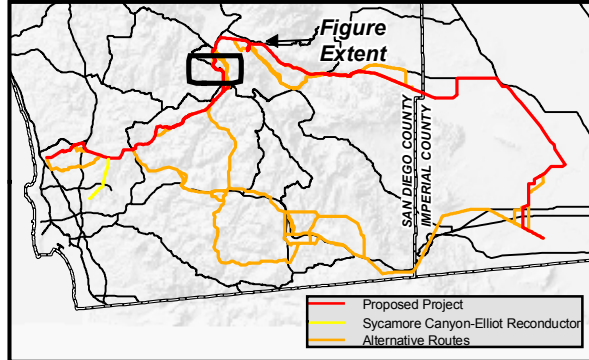 Figure
Extent
SAN DIEGO COUNTY
IMPERIAL COUNTY
Proposed Project
Sycamore Canyon-Elliot Reconductor
Alternative Routes